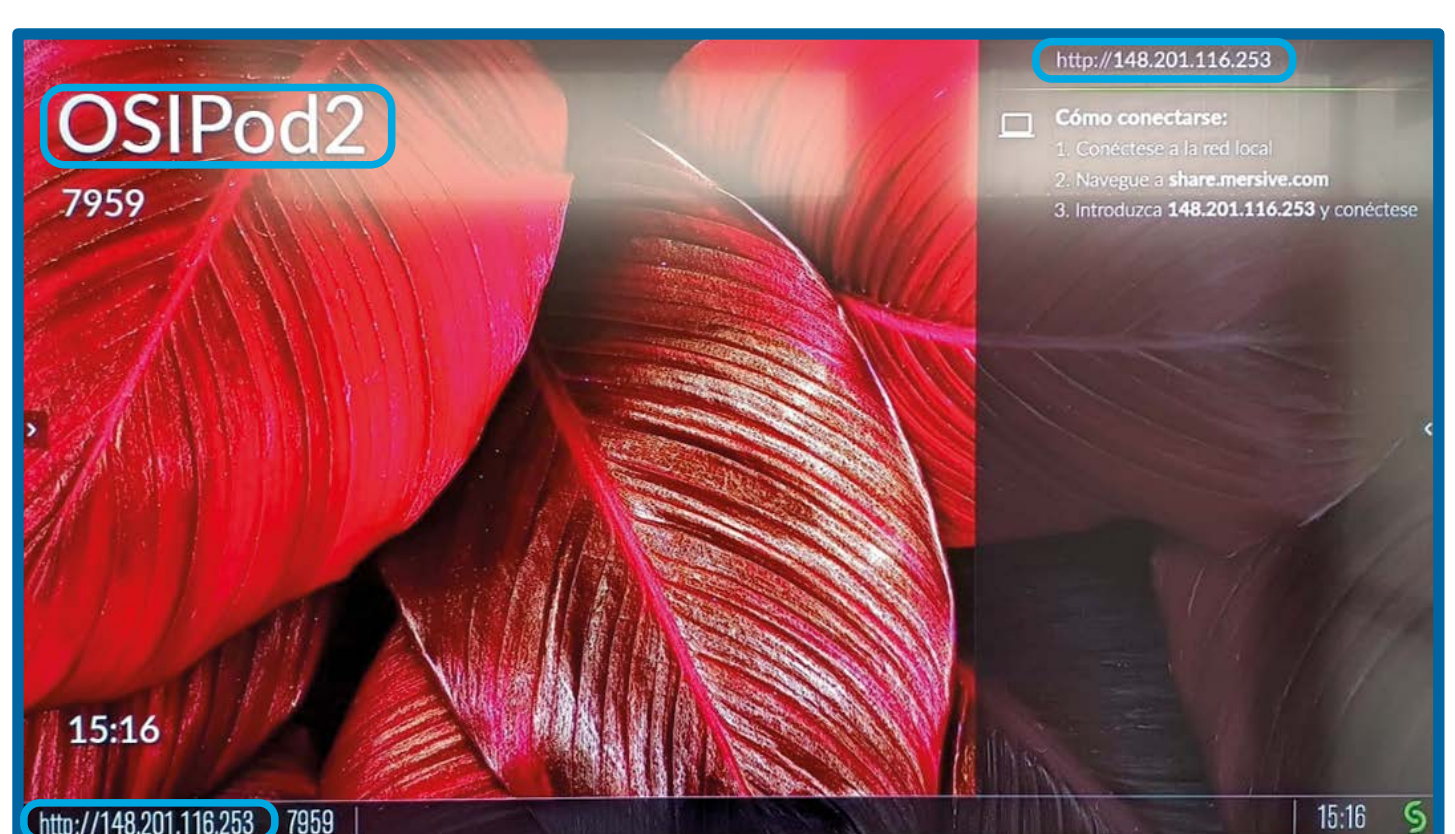 OSIPod2
7959
15:16
http://148.201.116.253
Cómo conectarse:
1. Conéctese a la red local
2. Navegue a share.mersive.com
3. Introduzca 148.201.116.253 y conéctese
http://148.201.116.253 7959
15:16